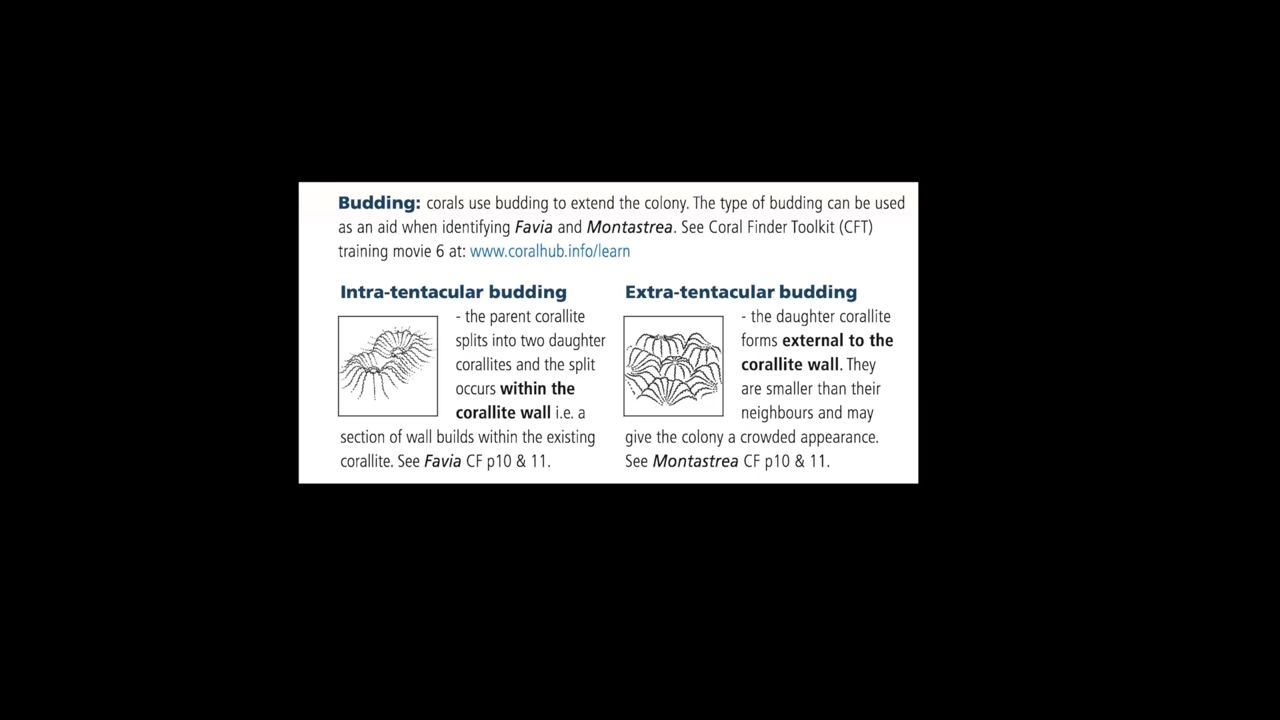 Budding: corals use budding to extend the colony. The type of budding can be used
as an aid when identifying Favia and Montastrea. See Coral Finder Toolkit (CFT)
training movie 6 at: www.coralhub.info/learn
Intra-tentacular budding
- the parent corallite
splits into two daughter
corallites and the split
occurs within the
corallite wall i.e. a
section of wall builds within the existing
corallite. See Favia CF p10 & 11.
Extra-tentacular budding
- the daughter corallite
forms external to the
corallite wall. They
are smaller than their
neighbours and may
give the colony a crowded appearance.
See Montastrea CF p10 & 11.